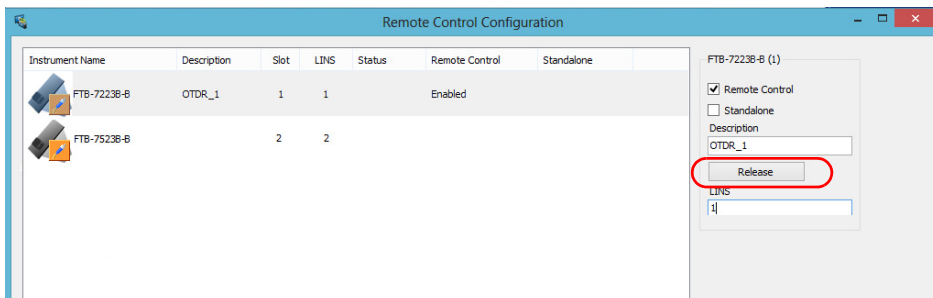 Remote Control Configuration
Instrument Name Description Slot LINS Status Remote Control Standalone
FTB-7223B-B OTDR_1 1 1 Enabled
FTB-7523B-B 2 2
FTB-7223B-B (1)
Remote Control
Standalone
Description
OTDR_1
Release
LINS
1